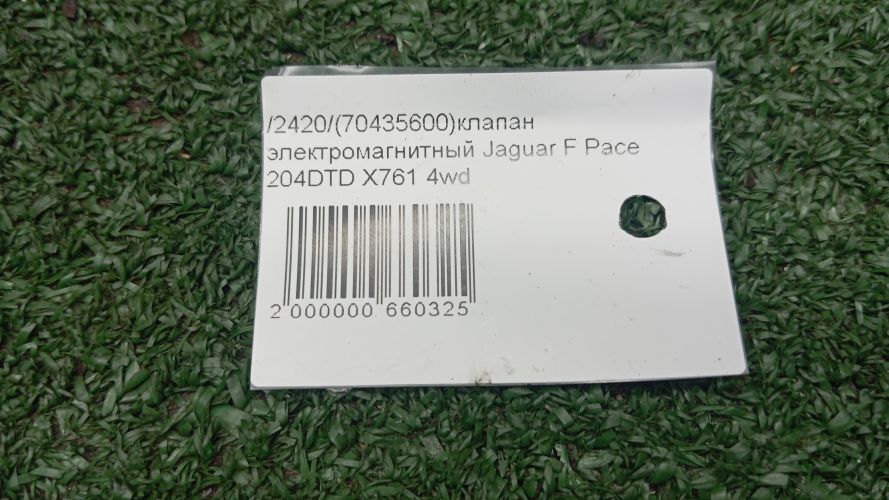 /2420/(70435600)клапан
электромагнитный Jaguar F Pace
204DTD X761 4wd
2 000000 660325